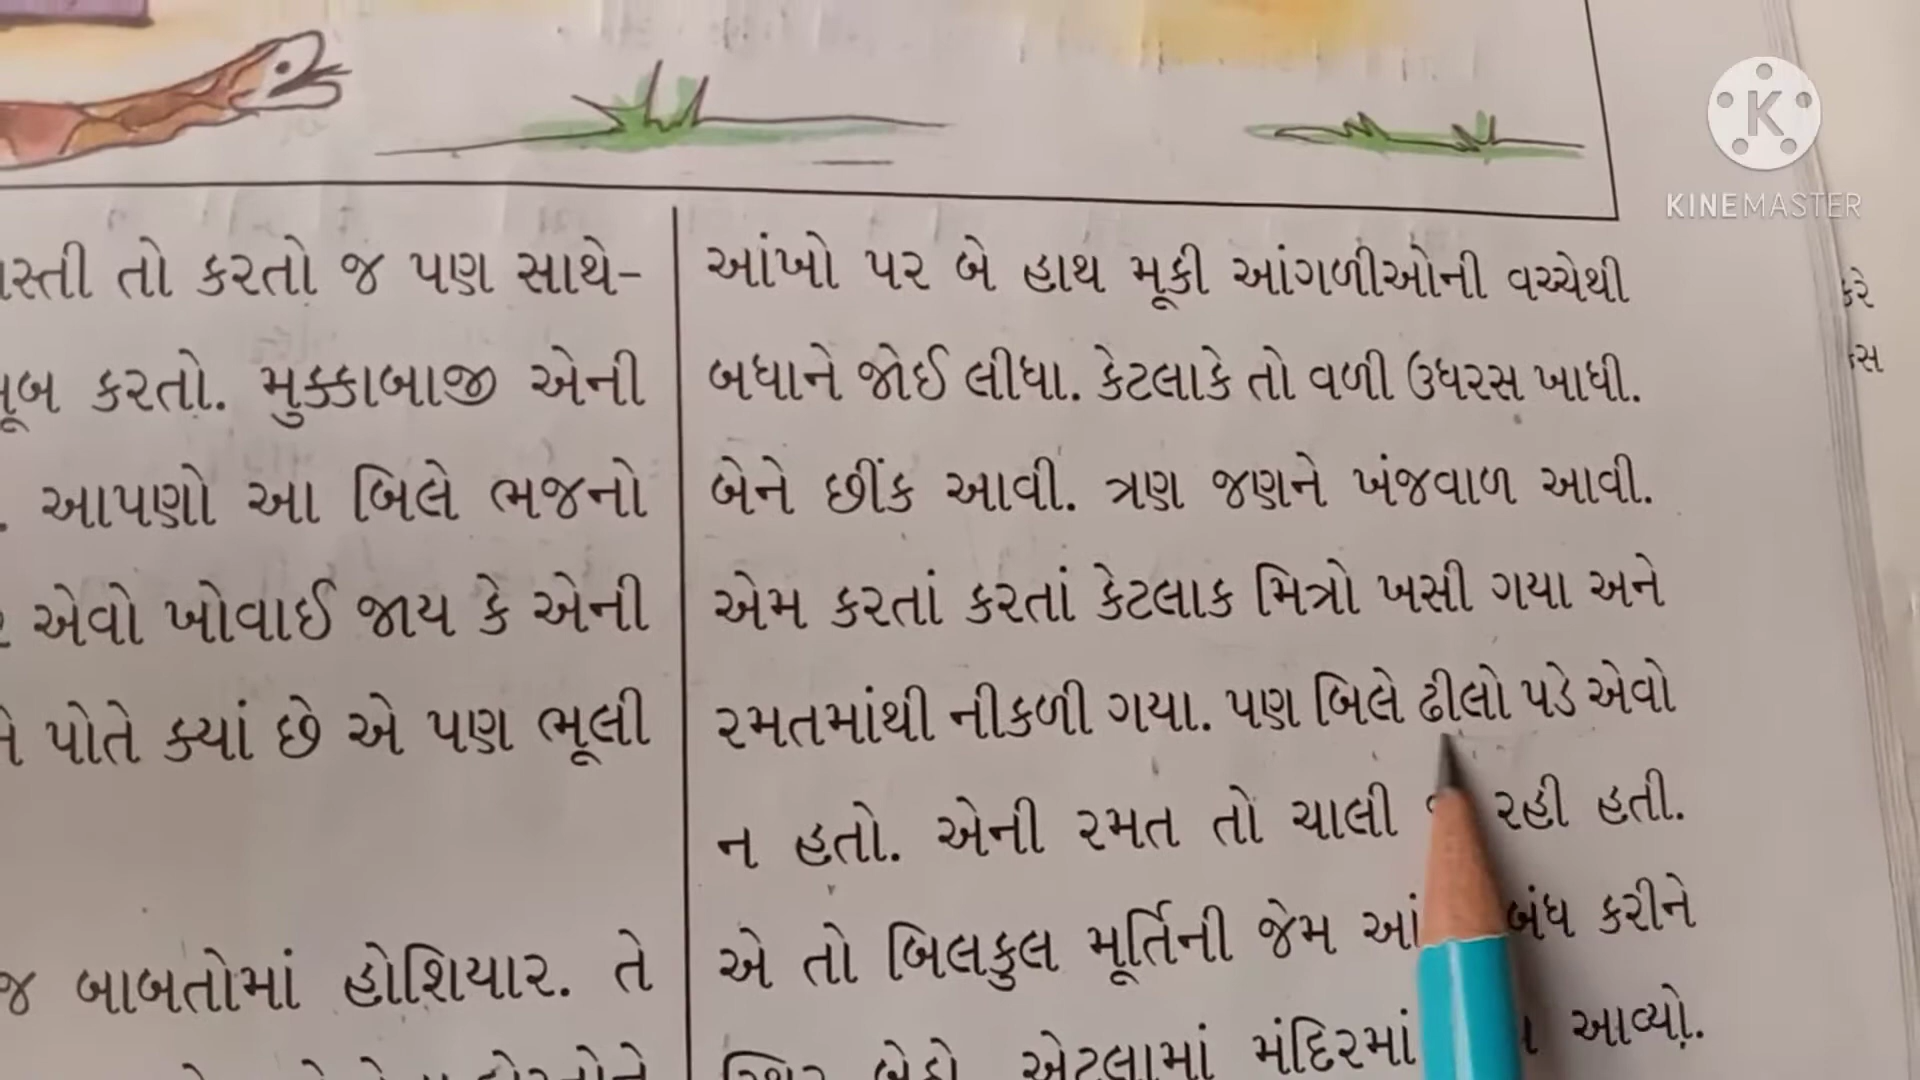 સ્તી તો કરતો જ પણ સાથે-
કરતો. મુક્કાબાજી એની
આપણો આ બિલે ભજનો
એવો ખોવાઈ જાય કે એની
પોતે ક્યાં છે એ પણ ભૂલી
જ બાબતોમાં હોશિયાર. તે
આંખો પર બે હાથ મૂકી આંગળીઓની વચ્ચેથી
બધાને જોઈ લીધા. કેટલાકે તો વળી ઉધરસ ખાધી.
બેને છીંક આવી. ત્રણ જણને ખંજવાળ આવી.
એમ કરતાં કરતાં કેટલાક મિત્રો ખસી ગયા અને
રમતમાંથી નીકળી ગયા. પણ બિલે ઢીલો પડે એવો
ન હતો. એની રમત તો ચાલી રહી હતી.
એ તો બિલકુલ મૂર્તિની જેમ બંધ કરીને
એટલામાં મંદિરમાં આવ્યો.
કરે
K
KINEMASTER